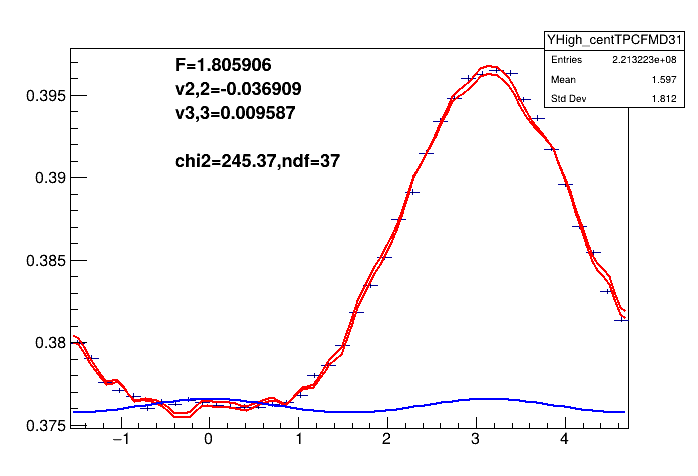 YHigh_centTPCFMD31
Entries 2.213223e+08
Mean 1.597
Std Dev 1.812
F=1.805906
v2,2=-0.036909
v3,3=0.009587
chi2=245.37,ndf=37
0.395
0.39
0.385
0.38
0.375
−1 0 1 2 3 4